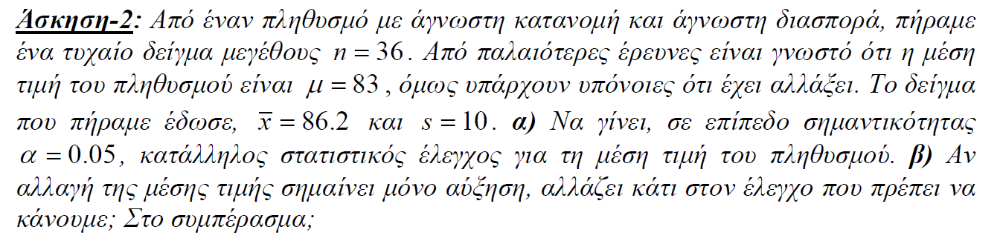 Άσκηση-2: Από έναν πληθυσμό με άγνωστη κατανομή και άγνωστη διασπορά, πήραμε
ένα τυχαίο δείγμα μεγέθους n = 36. Από παλαιότερες έρευνες είναι γνωστό ότι η μέση
τιμή του πληθυσμού είναι μ = 83, όμως υπάρχουν υπόνοιες ότι έχει αλλάξει. Το δείγμα
που πήραμε έδωσε, x̄ = 86.2 και s = 10. α) Να γίνει, σε επίπεδο σημαντικότητας
α = 0.05, κατάλληλος στατιστικός έλεγχος για τη μέση τιμή του πληθυσμού. β) Αν
αλλαγή της μέσης τιμής σημαίνει μόνο αύξηση, αλλάζει κάτι στον έλεγχο που πρέπει να
κάνουμε; Στο συμπέρασμα;